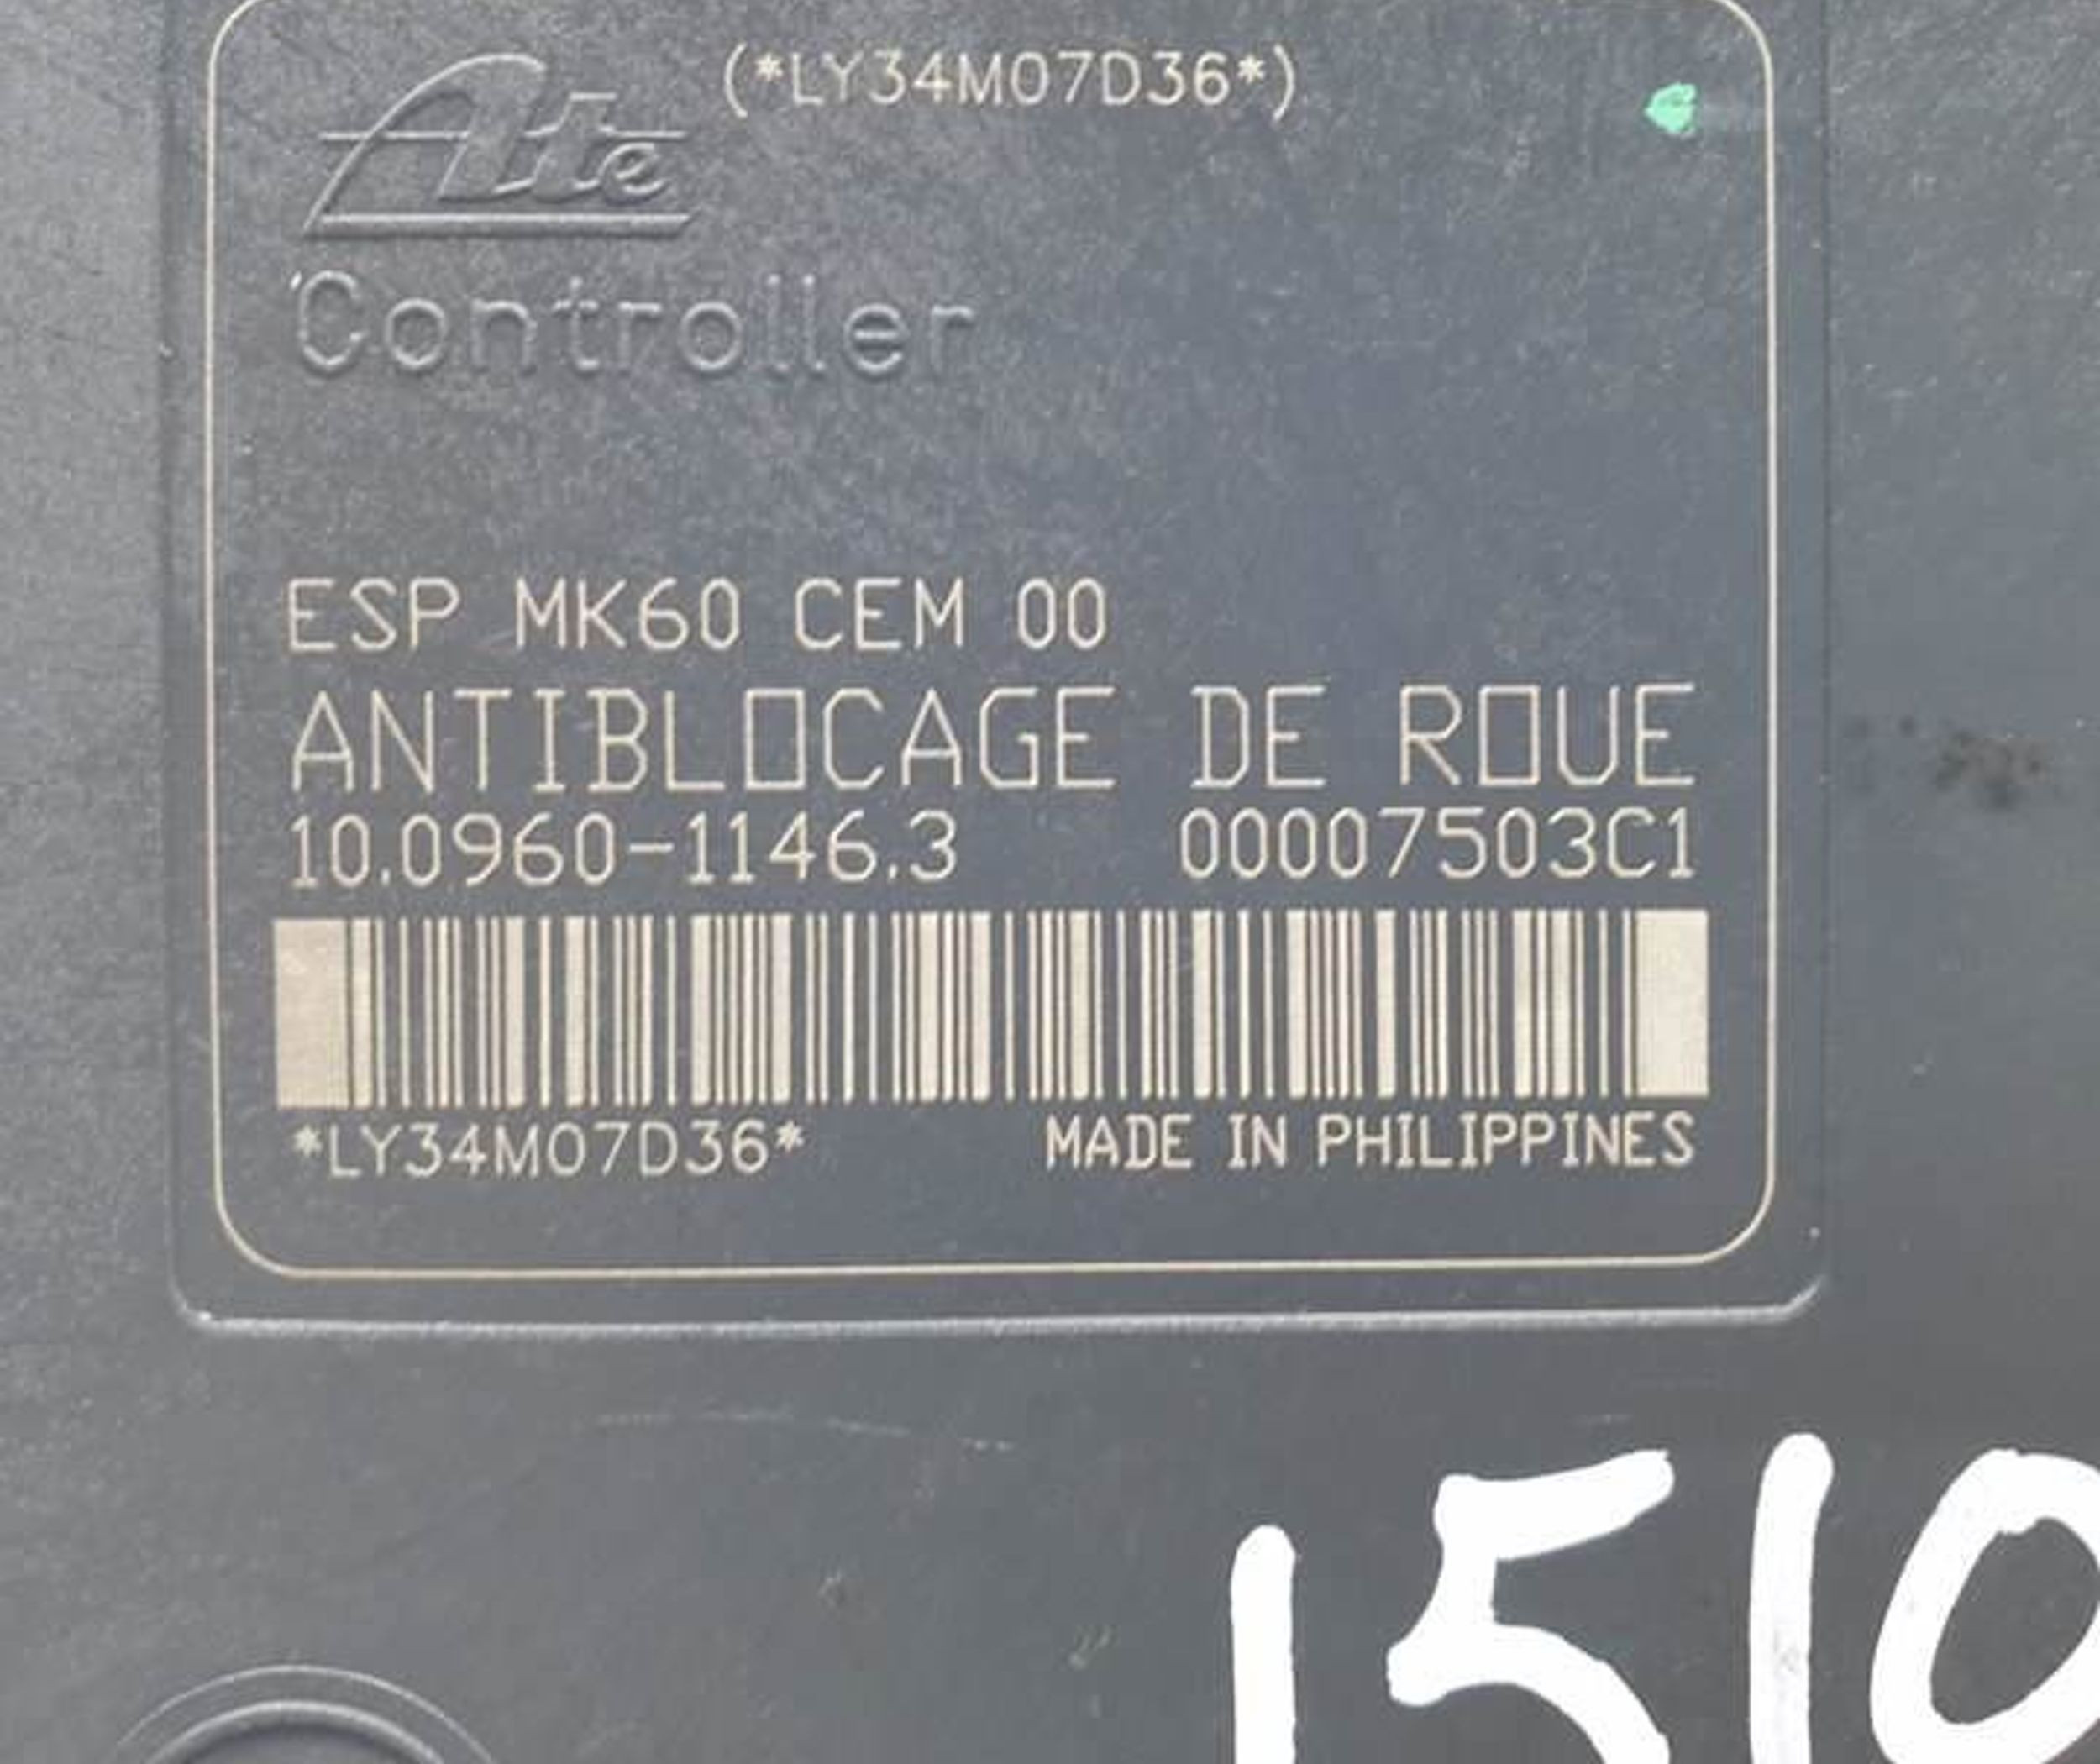 (*LY34M07D36*)
Ate
Controller
ESP MK60 CEM 00
ANTIBLOCAGE DE ROUE
10.0960-1146.3 00007503C1
*LY34M07D36* MADE IN PHILIPPINES
1510